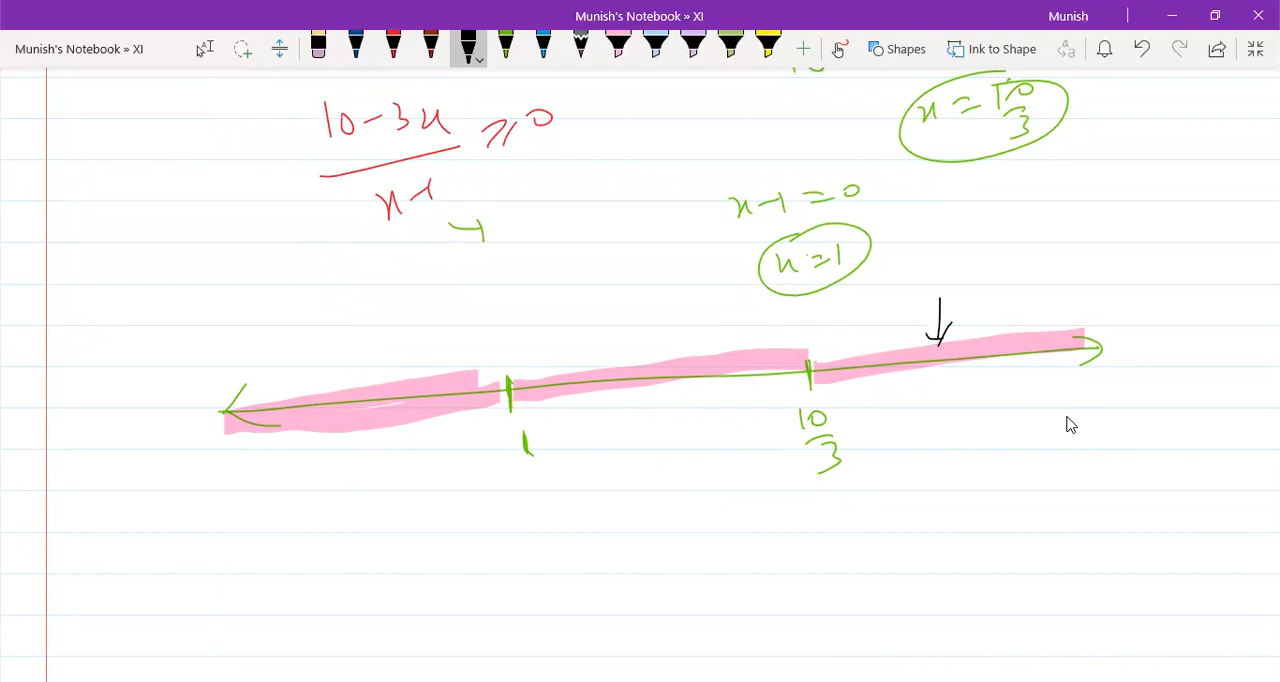 Munish's Notebook » XI
Munish
Munish's Notebook » XI
Shapes
Ink to Shape
10-3x
―――― ≥0
x-1
4
x = 10/3
x-1=0
x=1
1
10/3